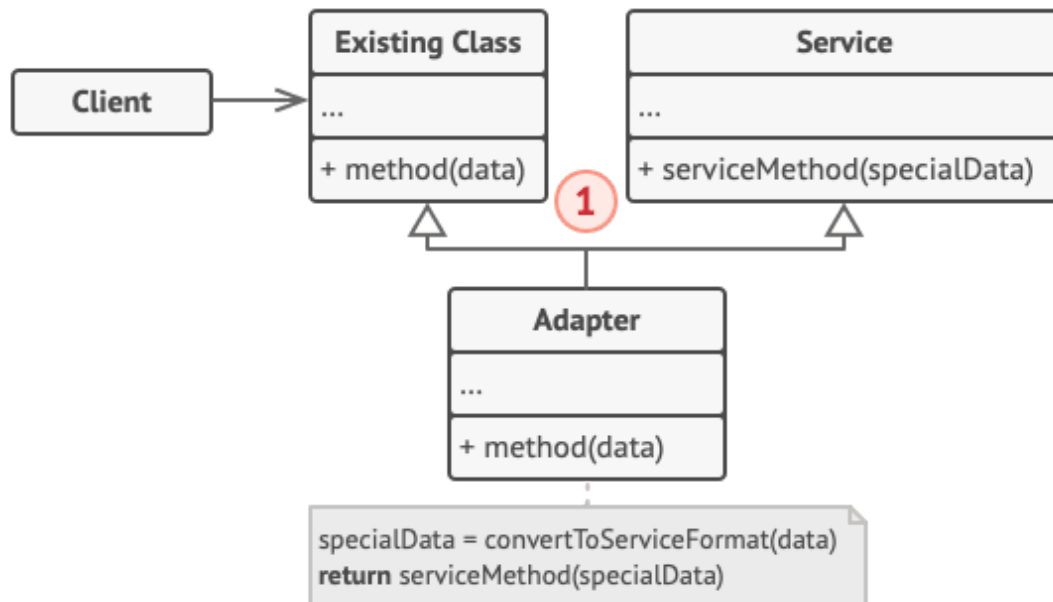 Client
Existing Class
...
+ method(data)
Service
...
+ serviceMethod(specialData)
1
Adapter
...
+ method(data)
specialData = convertToServiceFormat(data)
return serviceMethod(specialData)